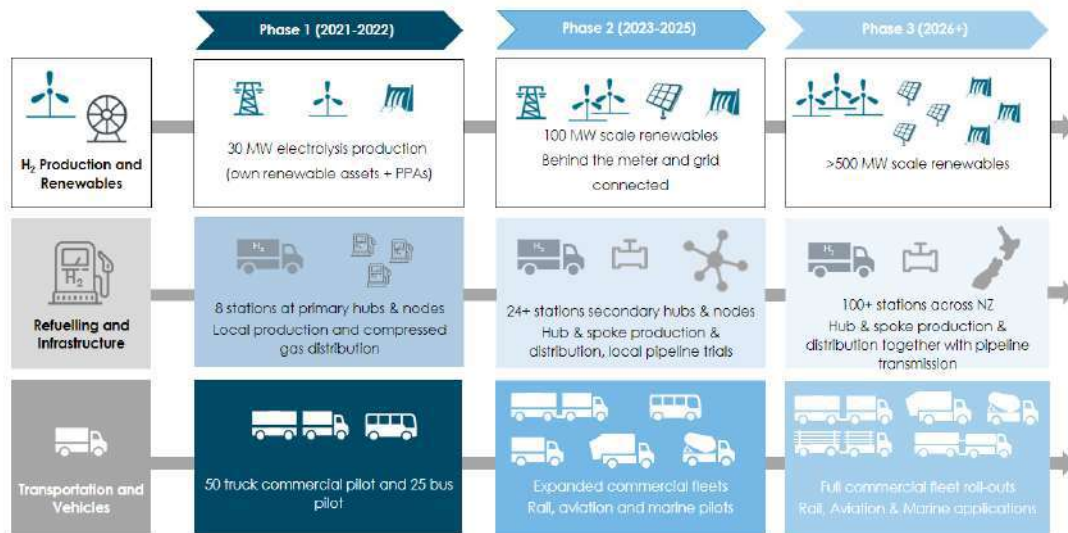 Phase 1 (2021-2022)
Phase 2 (2023-2025)
Phase 3 (2026+)
H₂ Production and
Renewables
30 MW electrolysis production
(own renewable assets + PPAs)
100 MW scale renewables
Behind the meter and grid
connected
>500 MW scale renewables
H₂
Refuelling and
Infrastructure
H₂
8 stations at primary hubs & nodes
Local production and compressed
gas distribution
H₂
24+ stations secondary hubs & nodes
Hub & spoke production &
distribution, local pipeline trials
H₂
100+ stations across NZ
Hub & spoke production &
distribution together with pipeline
transmission
Transportation and
Vehicles
50 truck commercial pilot and 25 bus
pilot
Expanded commercial fleets
Rail, aviation and marine pilots
Full commercial fleet roll-outs
Rail, Aviation & Marine applications